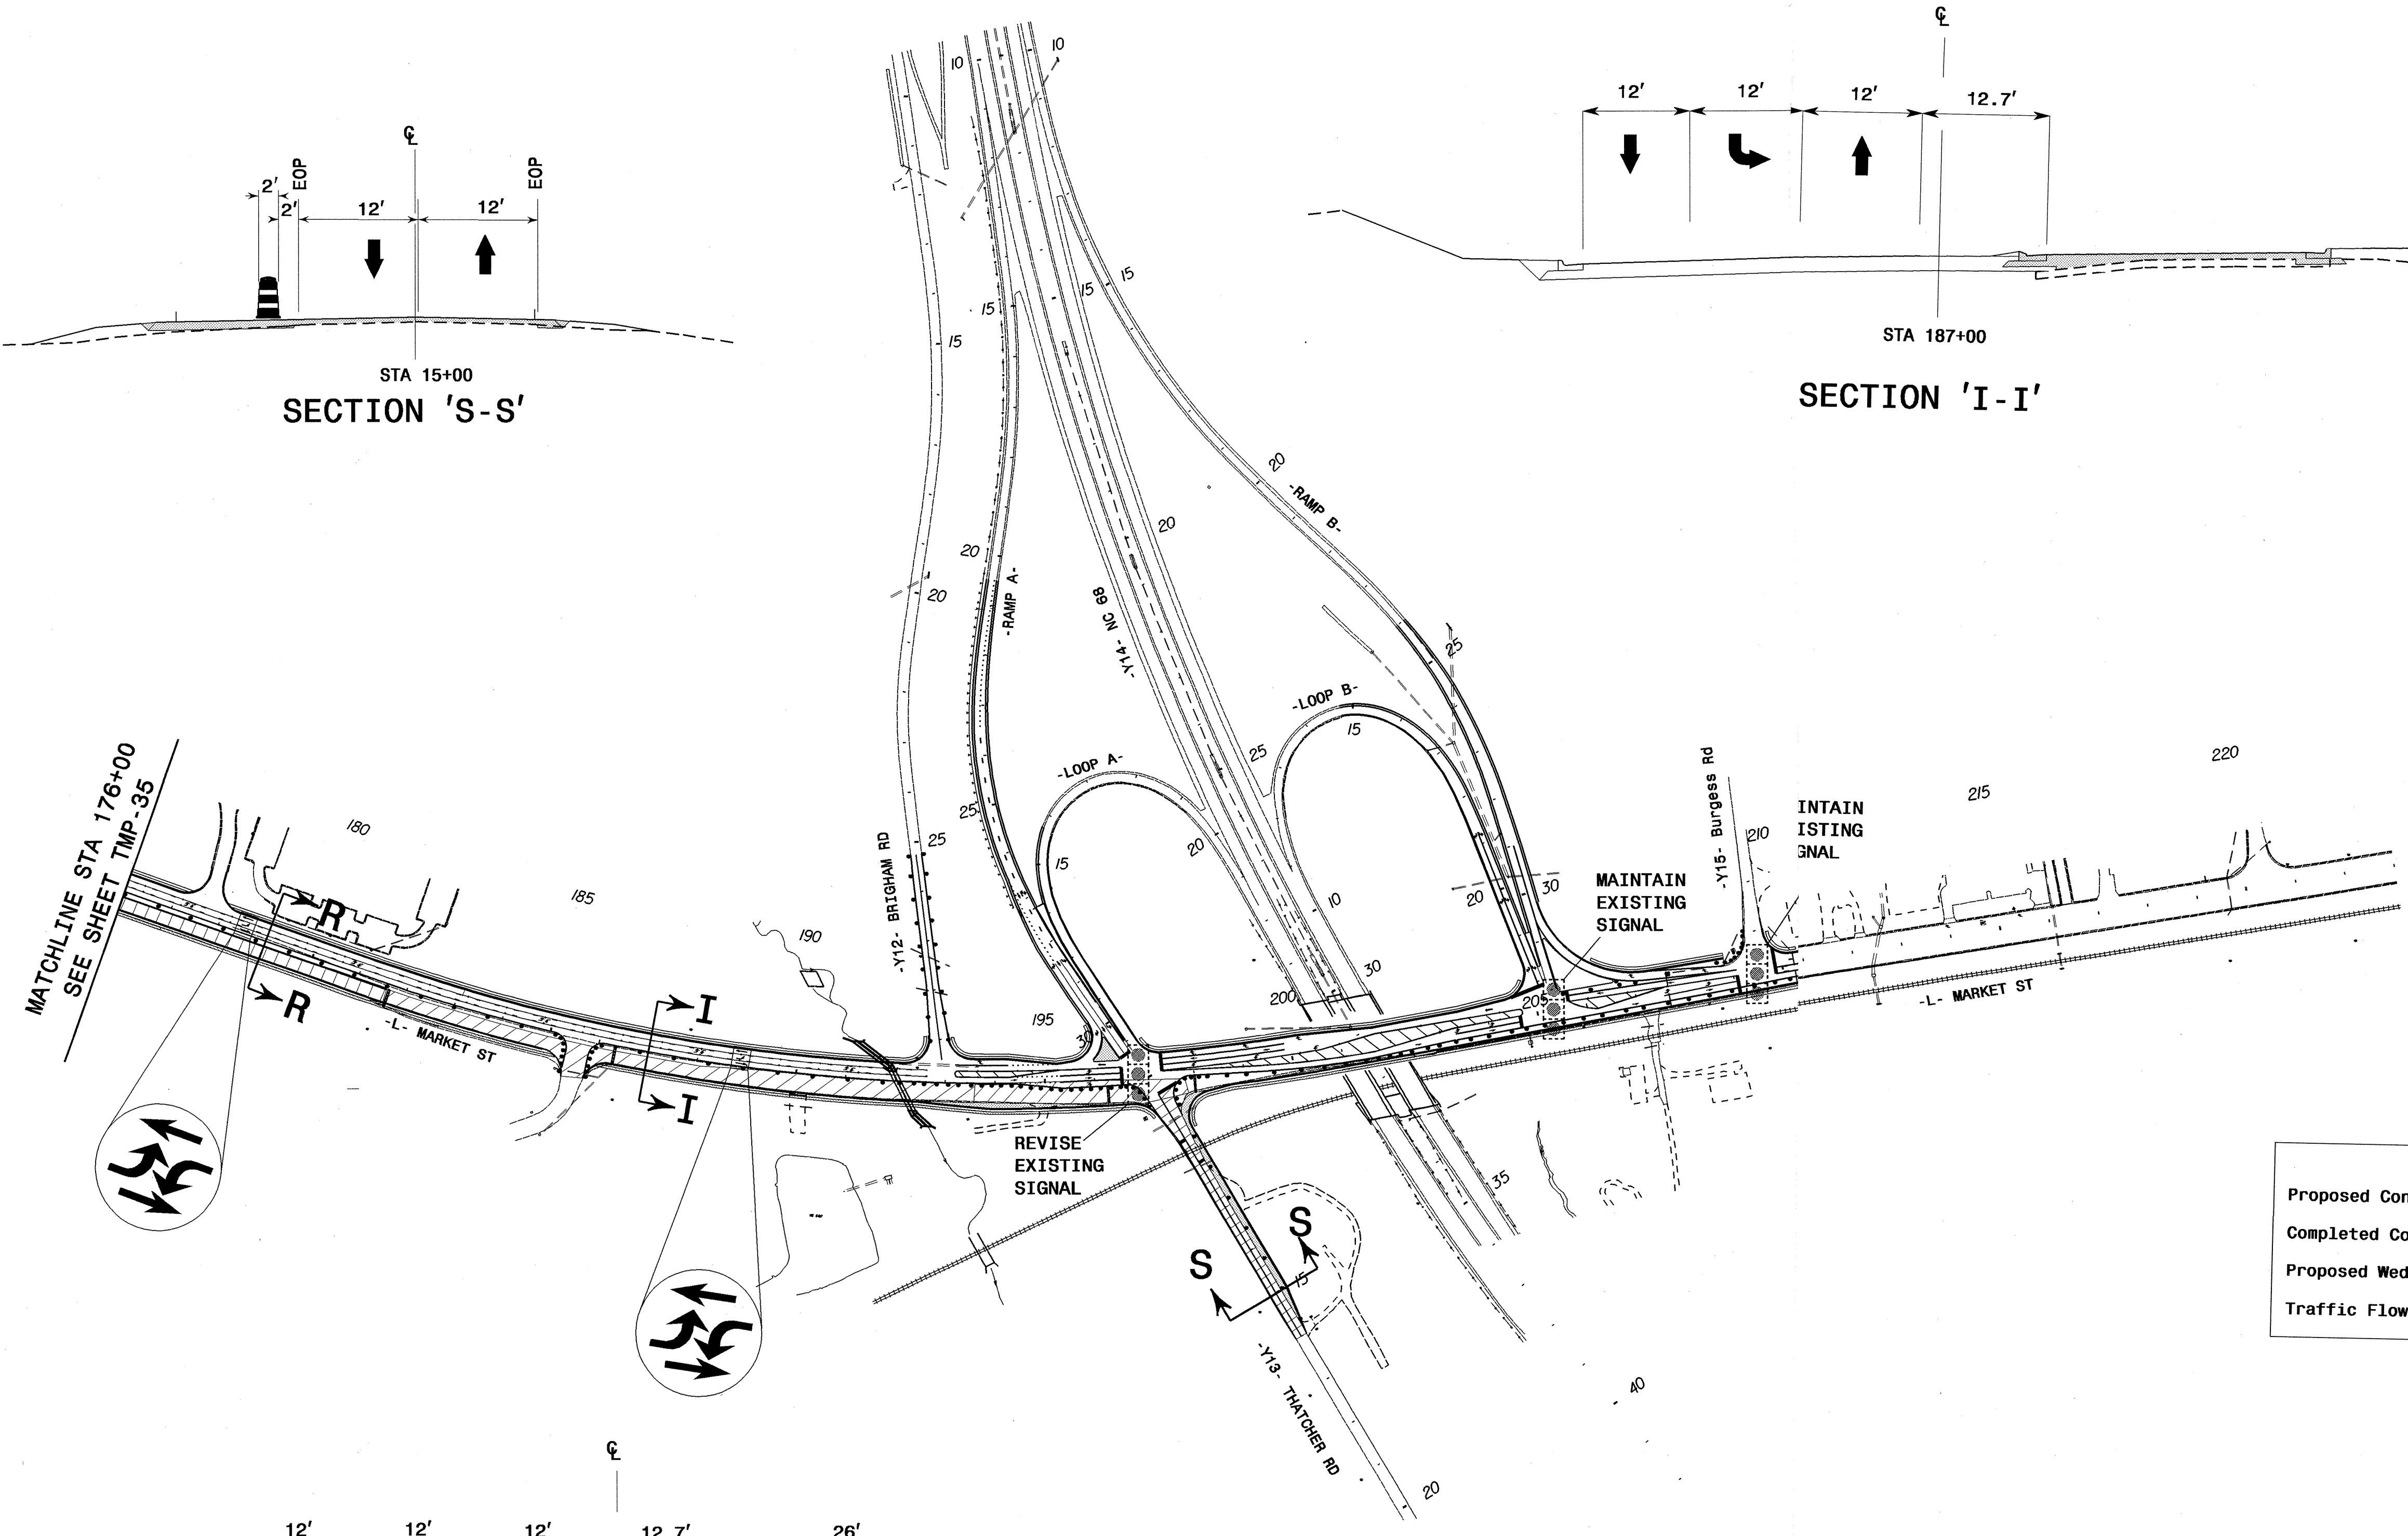 ℄
2'
EOP
2'
12'
12'
EOP
STA 15+00
SECTION 'S-S'
℄
12'
12'
12'
12.7'
STA 187+00
SECTION 'I-I'
10
10
15
15
15
15
20
20
20
20
-RAMP A-
-RAMP B-
-Y14- NC 68
25
25
25
25
-LOOP A-
-LOOP B-
15
15
20
20
10
30
30
30
35
40
-Y12- BRIGHAM RD
-Y15- Burgess Rd
MATCHLINE STA 176+00
SEE SHEET TMP-35
180
185
190
195
200
205
210
215
220
R
R
I
I
-L- MARKET ST
-L- MARKET ST
MAINTAIN
EXISTING
SIGNAL
INTAIN
ISTING
GNAL
REVISE
EXISTING
SIGNAL
S
S
15
-Y13- THATCHER RD
20
Proposed Con
Completed Co
Proposed Wed
Traffic Flow
℄
12'
12'
12'
12.7'
26'